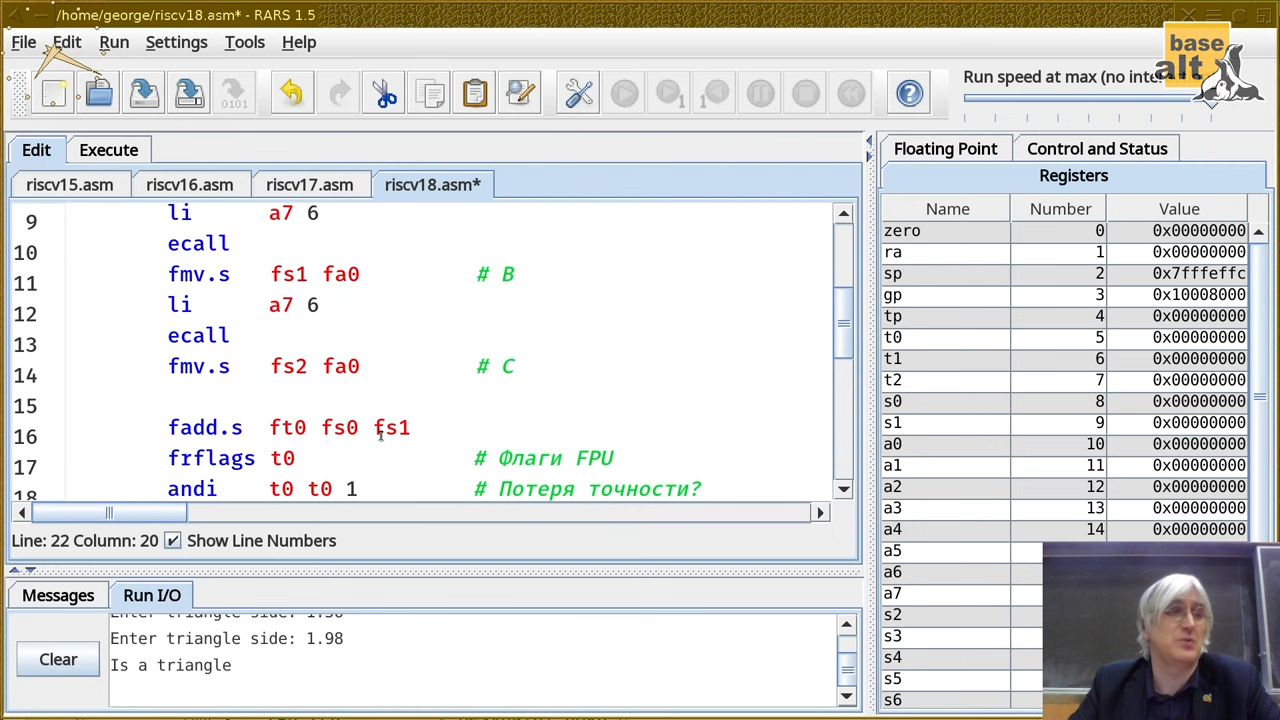 /home/george/riscv18.asm* - RARS 1.5
File Edit Run Settings Tools Help
base
alt
Run speed at max (no inte
Edit Execute
riscv15.asm riscv16.asm riscv17.asm riscv18.asm*
9 li a7 6
10 ecall
11 fmv.s fs1 fa0 # B
12 li a7 6
13 ecall
14 fmv.s fs2 fa0 # C
15
16 fadd.s ft0 fs0 fs1
17 frflags t0 # Флаги FPU
18 andi t0 t0 1 # Потеря точности?
Line: 22 Column: 20 Show Line Numbers
Messages Run I/O
Clear
Enter triangle side: 1.98
Is a triangle
Floating Point Control and Status
Registers
Name Number Value
zero 0 0x00000000
ra 1 0x00000000
sp 2 0x7fffeffc
gp 3 0x10008000
tp 4 0x00000000
t0 5 0x00000000
t1 6 0x00000000
t2 7 0x00000000
s0 8 0x00000000
s1 9 0x00000000
a0 10 0x00000000
a1 11 0x00000000
a2 12 0x00000000
a3 13 0x00000000
a4 14 0x00000000
a5
a6
a7
s2
s3
s4
s5
s6